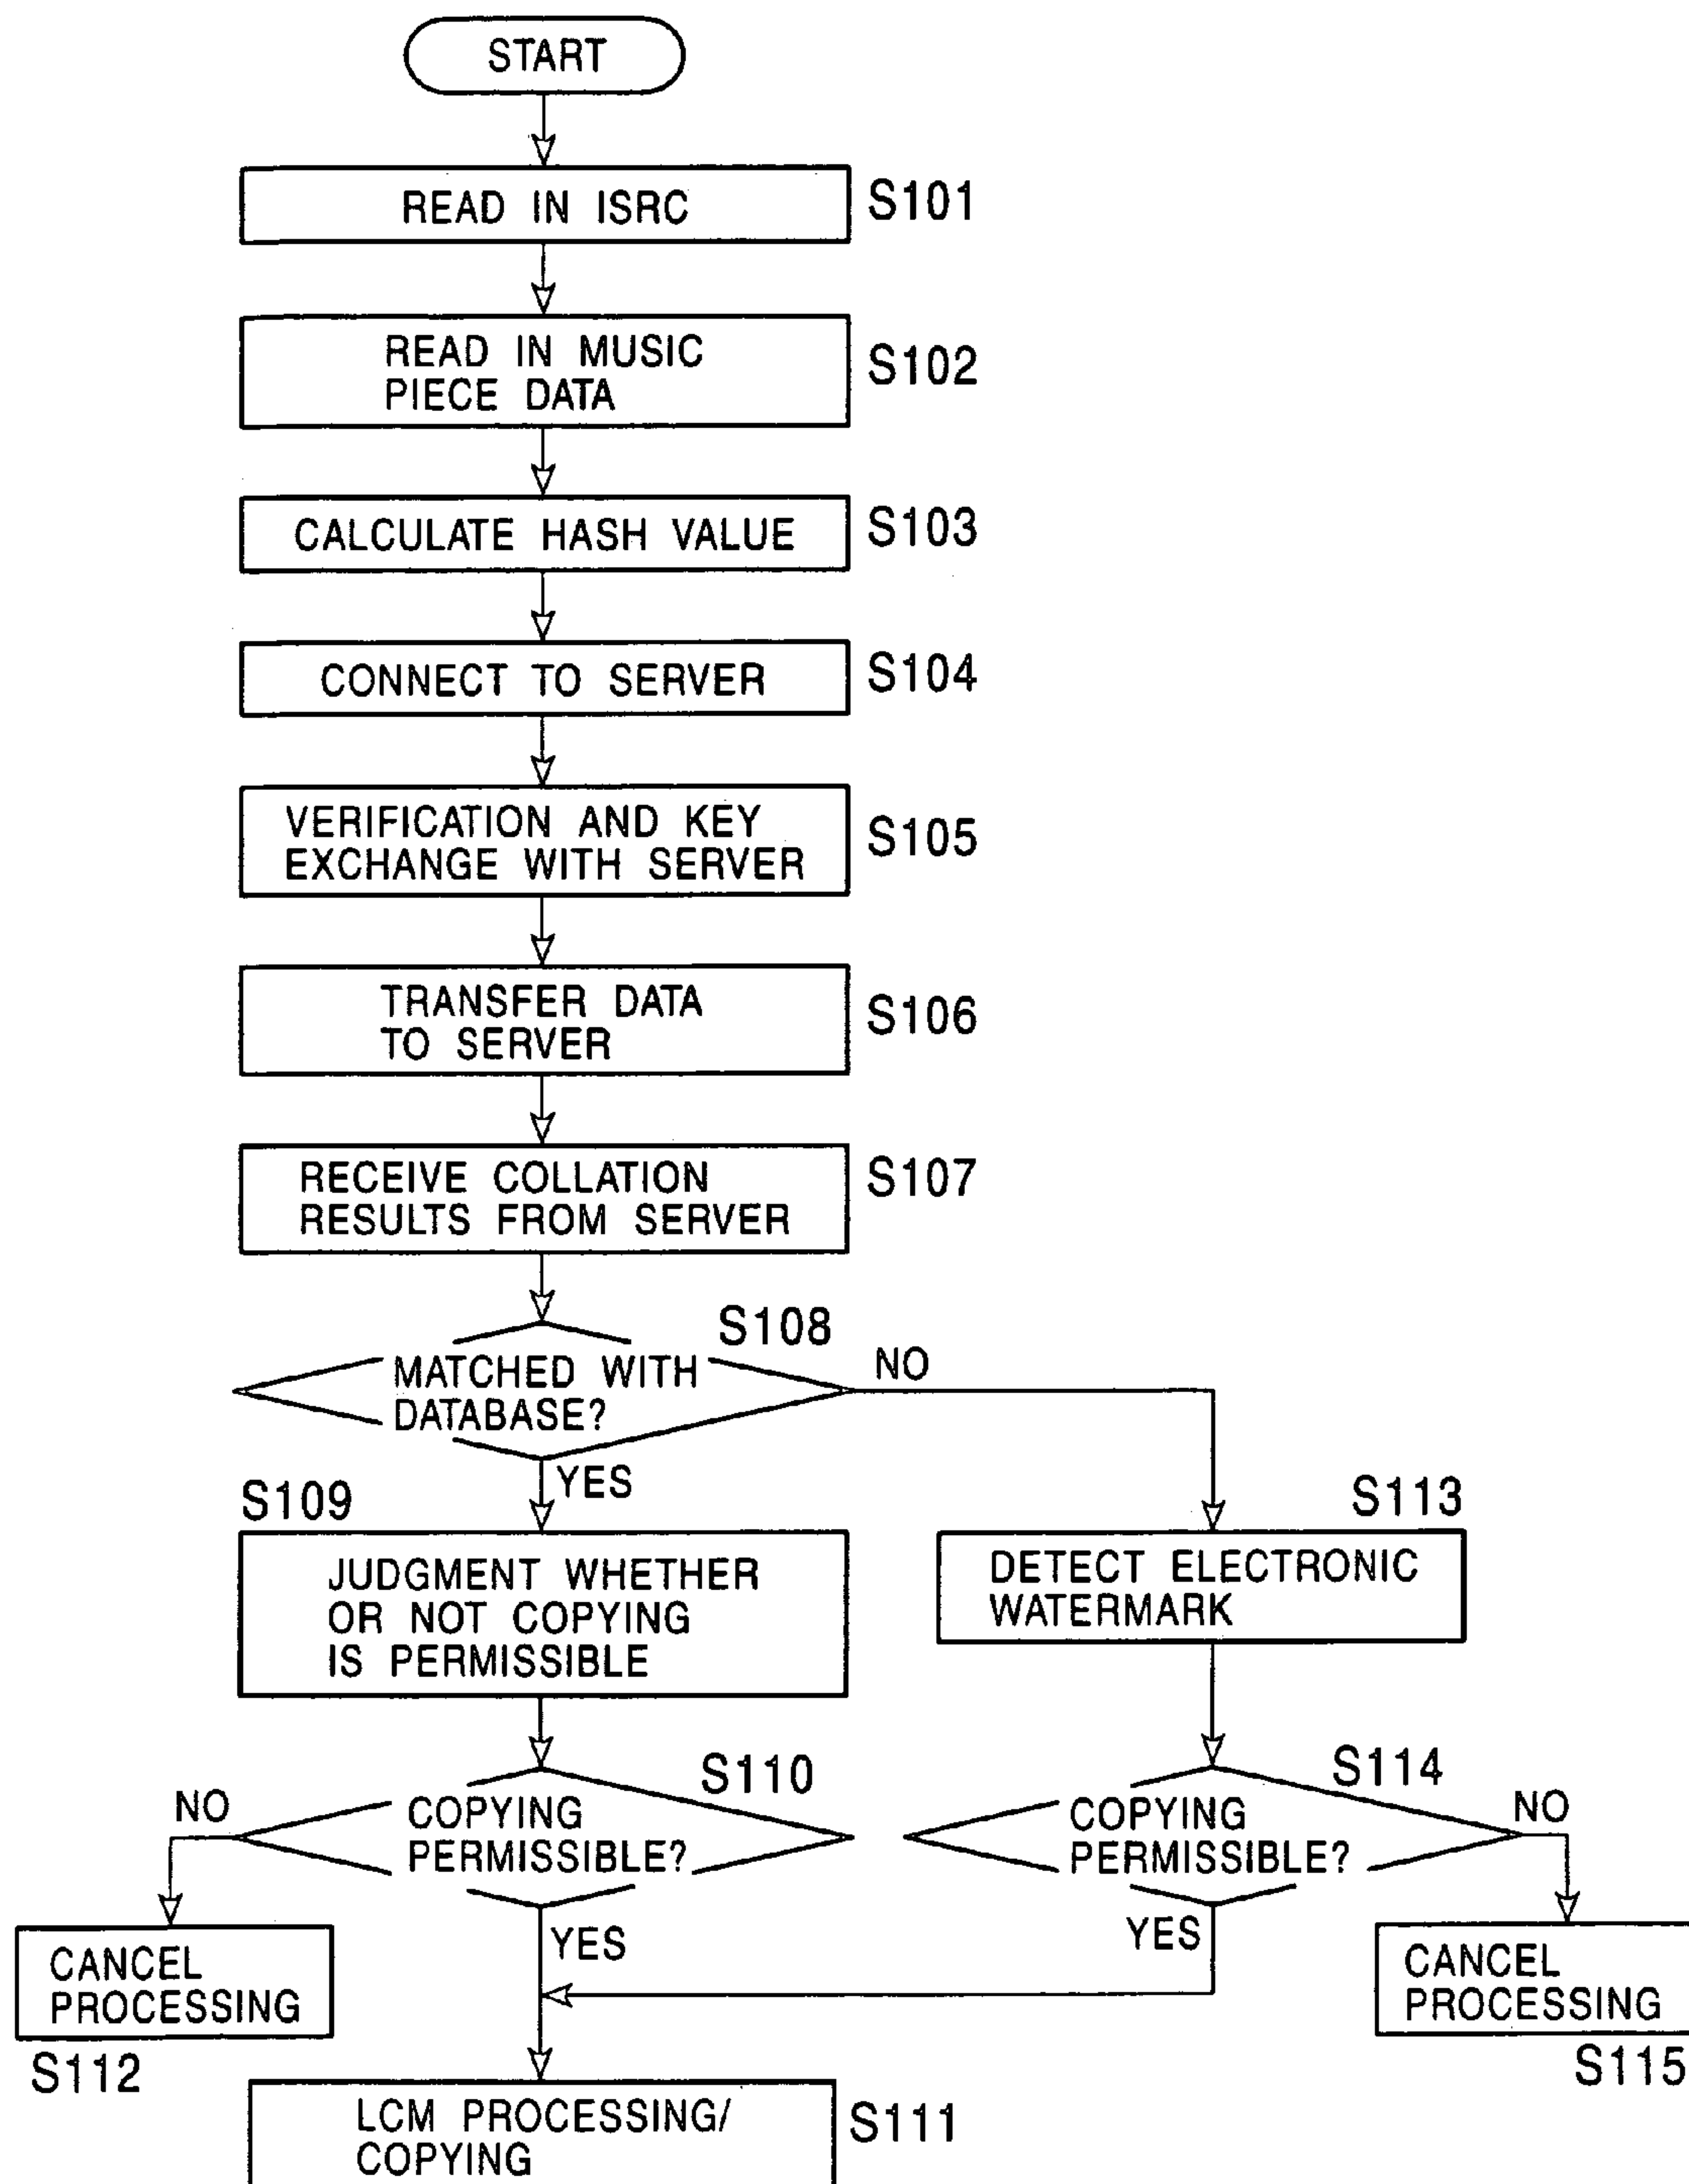 START
READ IN ISRC
S101
READ IN MUSIC
PIECE DATA
S102
CALCULATE HASH VALUE
S103
CONNECT TO SERVER
S104
VERIFICATION AND KEY
EXCHANGE WITH SERVER
S105
TRANSFER DATA
TO SERVER
S106
RECEIVE COLLATION
RESULTS FROM SERVER
S107
S108
MATCHED WITH
DATABASE?
NO
YES
S109
JUDGMENT WHETHER
OR NOT COPYING
IS PERMISSIBLE
S113
DETECT ELECTRONIC
WATERMARK
S110
COPYING
PERMISSIBLE?
NO
YES
S114
COPYING
PERMISSIBLE?
NO
YES
CANCEL
PROCESSING
S112
CANCEL
PROCESSING
S115
LCM PROCESSING/
COPYING
S111